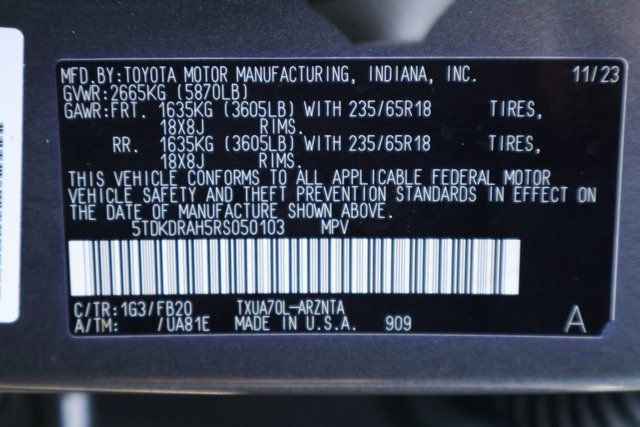 MFD.BY:TOYOTA MOTOR MANUFACTURING, INDIANA, INC. 11/23
GVWR:2665KG (5870LB)
GAWR:FRT. 1635KG (3605LB) WITH 235/65R18 TIRES,
18X8J RIMS.
RR. 1635KG (3605LB) WITH 235/65R18 TIRES,
18X8J RIMS.
THIS VEHICLE CONFORMS TO ALL APPLICABLE FEDERAL MOTOR
VEHICLE SAFETY AND THEFT PREVENTION STANDARDS IN EFFECT ON
THE DATE OF MANUFACTURE SHOWN ABOVE.
5TDKDRAH5RS050103 MPV
C/TR:1G3/FB20 TXUA70L-ARZNTA
A/TM: /UA81E MADE IN U.S.A. 909 A